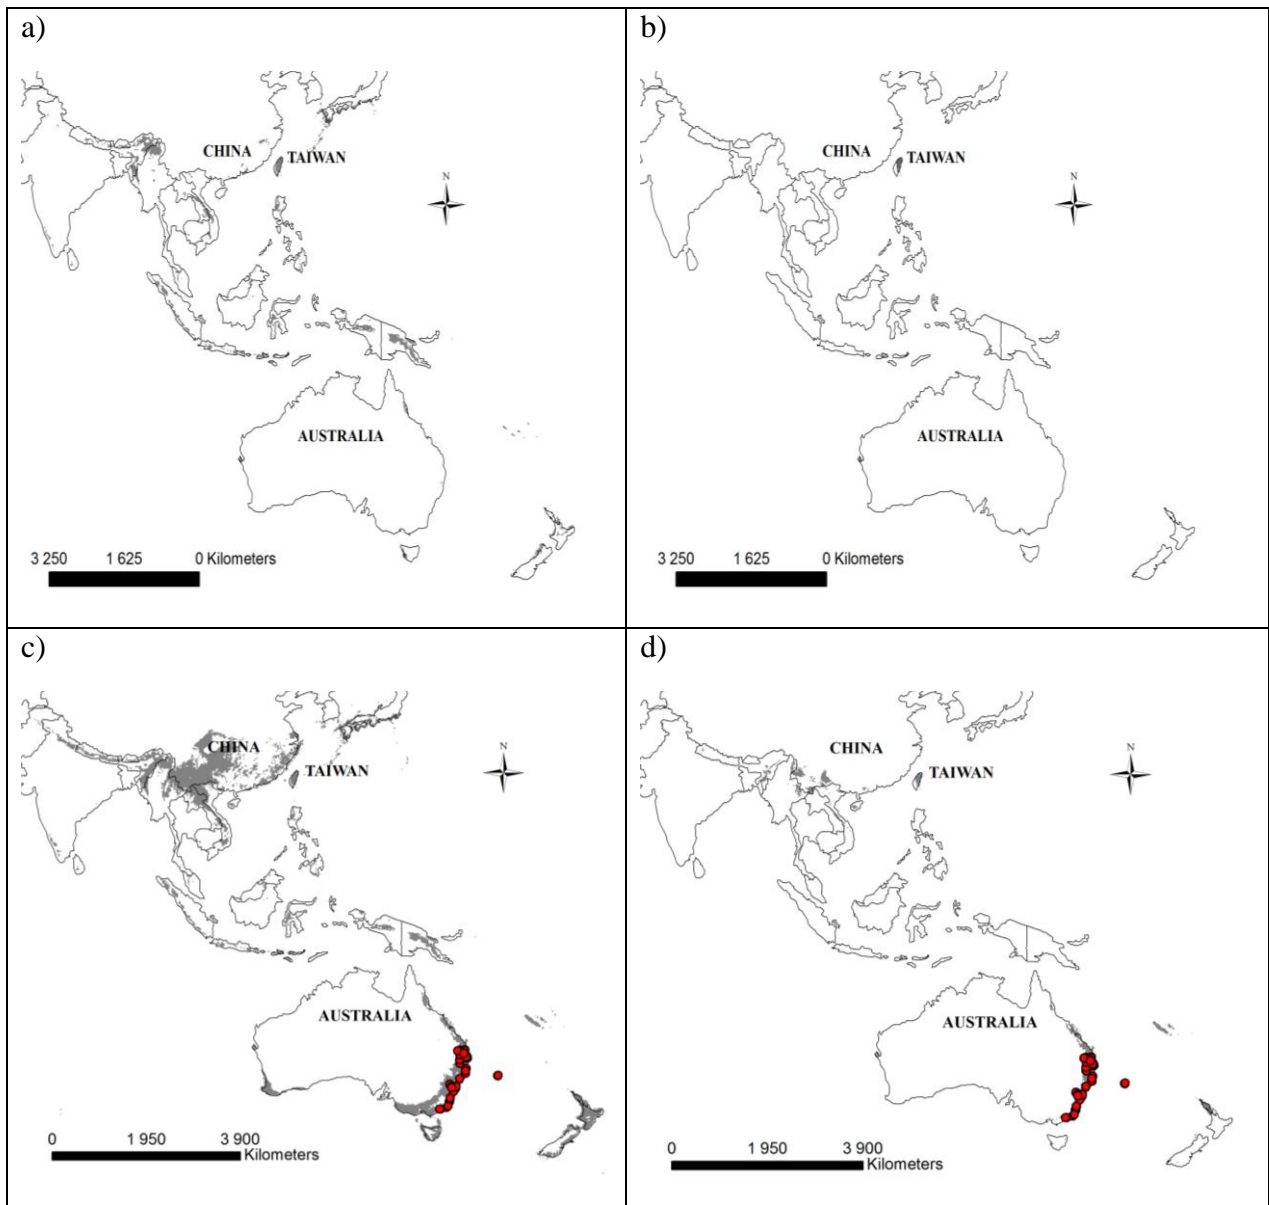 a)
N
CHINA
TAIWAN
AUSTRALIA
3 250 1 625 0 Kilometers
b)
N
CHINA
TAIWAN
AUSTRALIA
3 250 1 625 0 Kilometers
c)
N
CHINA
TAIWAN
AUSTRALIA
0 1 950 3 900
Kilometers
d)
N
CHINA
TAIWAN
AUSTRALIA
0 1 950 3 900
Kilometers